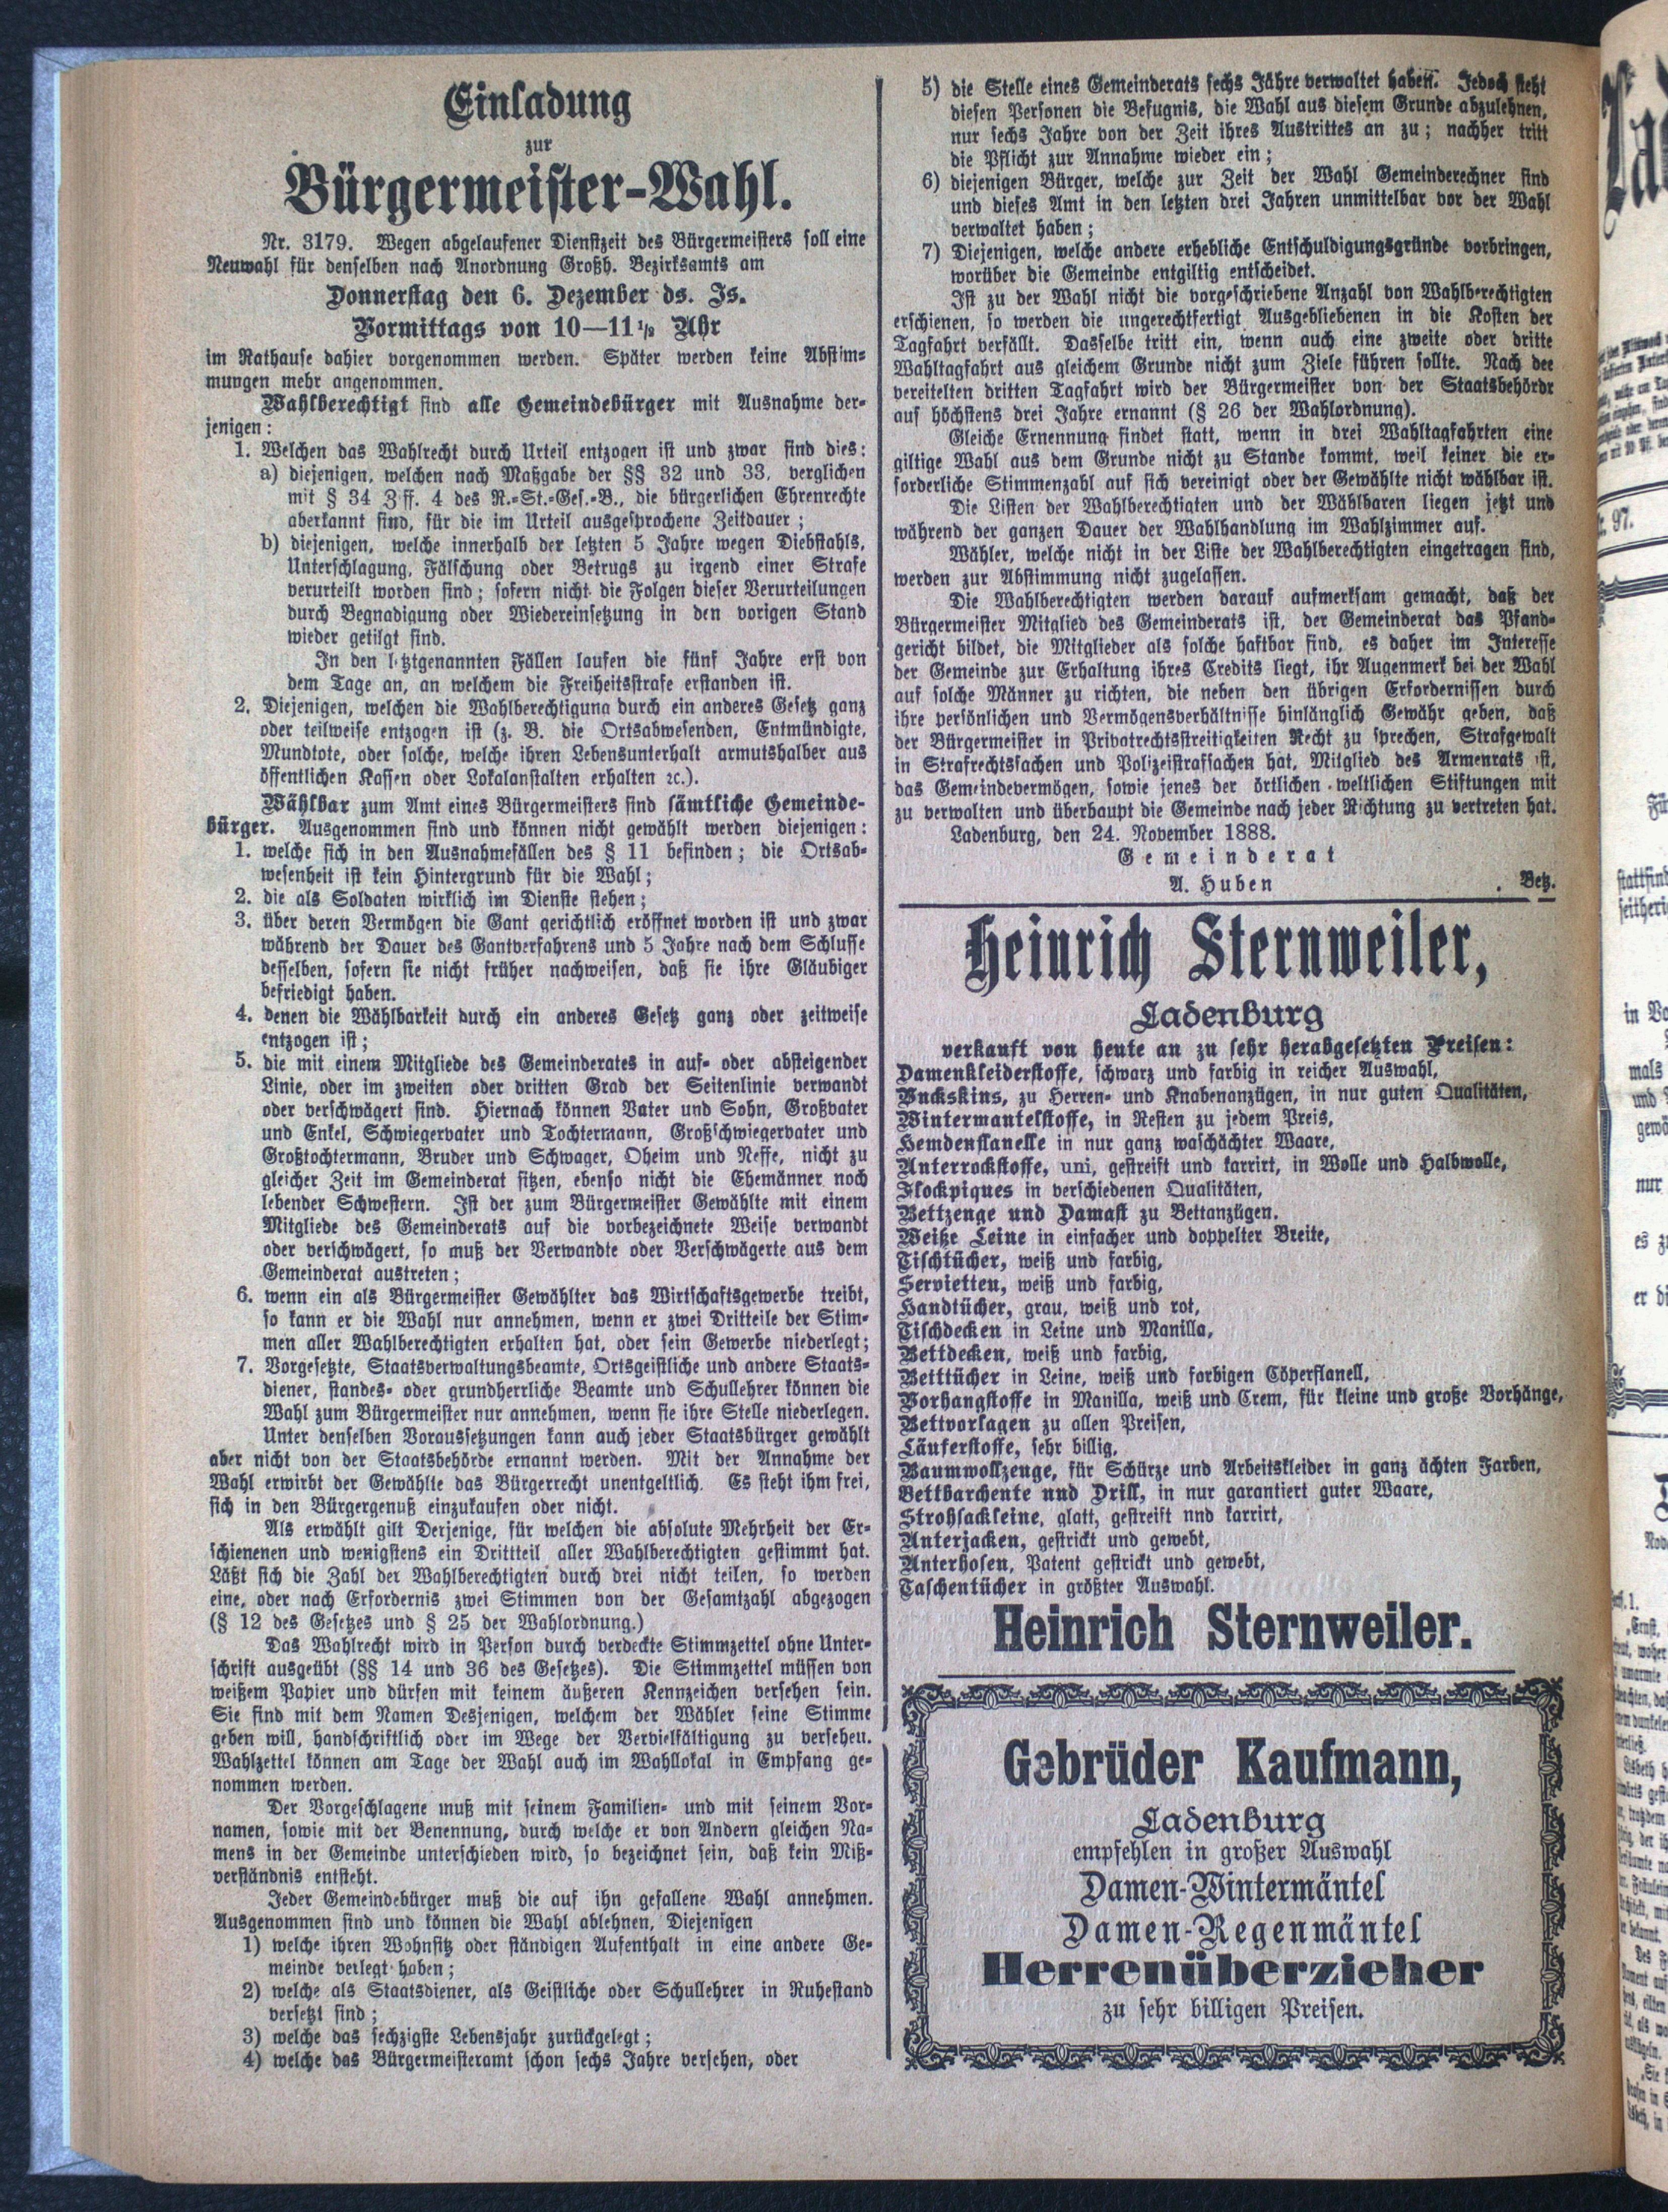 Einladung
zur
Bürgermeister-Wahl.
Nr. 3179. Wegen abgelaufener Dienstzeit des Bürgermeisters soll eine
Neuwahl für denselben nach Anordnung Großh. Bezirksamts am
Donnerstag den 6. Dezember ds. Js.
Vormittags von 10—11½ Uhr
im Rathause dahier vorgenommen werden. Später werden keine Abstim-
mungen mehr angenommen.
Wahlberechtigt sind alle Gemeindebürger mit Ausnahme der-
jenigen:
1. Welchen das Wahlrecht durch Urteil entzogen ist und zwar sind dies:
a) diejenigen, welchen nach Maßgabe der §§ 32 und 33, verglichen
mit § 34 Ziff. 4 des R.-St.-Ges.-B., die bürgerlichen Ehrenrechte
aberkannt sind, für die im Urteil ausgesprochene Zeitdauer;
b) diejenigen, welche innerhalb der letzten 5 Jahre wegen Diebstahls,
Unterschlagung, Fälschung oder Betrugs zu irgend einer Strafe
verurteilt worden sind; sofern nicht die Folgen dieser Verurteilungen
durch Begnadigung oder Wiedereinsetzung in den vorigen Stand
wieder getilgt sind.
In den letztgenannten Fällen laufen die fünf Jahre erst von
dem Tage an, an welchem die Freiheitsstrafe erstanden ist.
2. Diejenigen, welchen die Wahlberechtigung durch ein anderes Gesetz ganz
oder teilweise entzogen ist (z. B. die Ortsabwesenden, Entmündigte,
Mundtote, oder solche, welche ihren Lebensunterhalt armutshalber aus
öffentlichen Kassen oder Lokalanstalten erhalten ꝛc.).
Wählbar zum Amt eines Bürgermeisters sind sämtliche Gemeinde-
bürger. Ausgenommen sind und können nicht gewählt werden diejenigen:
1. welche sich in den Ausnahmefällen des § 11 befinden; die Ortsab-
wesenheit ist kein Hintergrund für die Wahl;
2. die als Soldaten wirklich im Dienste stehen;
3. über deren Vermögen die Gant gerichtlich eröffnet worden ist und zwar
während der Dauer des Gantverfahrens und 5 Jahre nach dem Schlusse
desselben, sofern sie nicht früher nachweisen, daß sie ihre Gläubiger
befriedigt haben.
4. denen die Wählbarkeit durch ein anderes Gesetz ganz oder zeitweise
entzogen ist;
5. die mit einem Mitgliede des Gemeinderates in auf- oder absteigender
Linie, oder im zweiten oder dritten Grad der Seitenlinie verwandt
oder verschwägert sind. Hiernach können Vater und Sohn, Großvater
und Enkel, Schwiegervater und Tochtermann, Großschwiegervater und
Großtochtermann, Bruder und Schwager, Oheim und Neffe, nicht zu
gleicher Zeit im Gemeinderat sitzen, ebenso nicht die Ehemänner noch
lebender Schwestern. Ist der zum Bürgermeister Gewählte mit einem
Mitgliede des Gemeinderats auf die vorbezeichnete Weise verwandt
oder verschwägert, so muß der Verwandte oder Verschwägerte aus dem
Gemeinderat austreten;
6. wenn ein als Bürgermeister Gewählter das Wirtschaftsgewerbe treibt,
so kann er die Wahl nur annehmen, wenn er zwei Dritteile der Stim-
men aller Wahlberechtigten erhalten hat, oder sein Gewerbe niederlegt;
7. Vorgesetzte, Staatsverwaltungsbeamte, Ortsgeistliche und andere Staats-
diener, standes- oder grundherrliche Beamte und Schullehrer können die
Wahl zum Bürgermeister nur annehmen, wenn sie ihre Stelle niederlegen.
Unter denselben Voraussetzungen kann auch jeder Staatsbürger gewählt
aber nicht von der Staatsbehörde ernannt werden. Mit der Annahme der
Wahl erwirbt der Gewählte das Bürgerrecht unentgeltlich. Es steht ihm frei,
sich in den Bürgergenuß einzukaufen oder nicht.
Als erwählt gilt Derjenige, für welchen die absolute Mehrheit der Er-
schienenen und wenigstens ein Drittteil aller Wahlberechtigten gestimmt hat.
Läßt sich die Zahl der Wahlberechtigten durch drei nicht teilen, so werden
eine, oder nach Erfordernis zwei Stimmen von der Gesamtzahl abgezogen
(§ 12 des Gesetzes und § 25 der Wahlordnung.)
Das Wahlrecht wird in Person durch verdeckte Stimmzettel ohne Unter-
schrift ausgeübt (§§ 14 und 36 des Gesetzes). Die Stimmzettel müssen von
weißem Papier und dürfen mit keinem äußeren Kennzeichen versehen sein.
Sie sind mit dem Namen Desjenigen, welchem der Wähler seine Stimme
geben will, handschriftlich oder im Wege der Vervielfältigung zu versehen.
Wahlzettel können am Tage der Wahl auch im Wahllokal in Empfang ge-
nommen werden.
Der Vorgeschlagene muß mit seinem Familien- und mit seinem Vor-
namen, sowie mit der Benennung, durch welche er von Andern gleichen Na-
mens in der Gemeinde unterschieden wird, so bezeichnet sein, daß kein Miß-
verständnis entsteht.
Jeder Gemeindebürger muß die auf ihn gefallene Wahl annehmen.
Ausgenommen sind und können die Wahl ablehnen, Diejenigen
1) welche ihren Wohnsitz oder ständigen Aufenthalt in eine andere Ge-
meinde verlegt haben;
2) welche als Staatsdiener, als Geistliche oder Schullehrer in Ruhestand
versetzt sind;
3) welche das sechzigste Lebensjahr zurückgelegt;
4) welche das Bürgermeisteramt schon sechs Jahre versehen, oder
5) die Stelle eines Gemeinderats sechs Jahre verwaltet haben. Jedoch steht
diesen Personen die Befugnis, die Wahl aus diesem Grunde abzulehnen,
nur sechs Jahre von der Zeit ihres Austrittes an zu; nachher tritt
die Pflicht zur Annahme wieder ein;
6) diejenigen Bürger, welche zur Zeit der Wahl Gemeinderechner sind
und dieses Amt in den letzten drei Jahren unmittelbar vor der Wahl
verwaltet haben;
7) Diejenigen, welche andere erhebliche Entschuldigungsgründe vorbringen,
worüber die Gemeinde entgiltig entscheidet.
Ist zu der Wahl nicht die vorgeschriebene Anzahl von Wahlberechtigten
erschienen, so werden die ungerechtfertigt Ausgebliebenen in die Kosten der
Tagfahrt verfällt. Dasselbe tritt ein, wenn auch eine zweite oder dritte
Wahltagfahrt aus gleichem Grunde nicht zum Ziele führen sollte. Nach dee
vereitelten dritten Tagfahrt wird der Bürgermeister von der Staatsbehördr
auf höchstens drei Jahre ernannt (§ 26 der Wahlordnung).
Gleiche Ernennung findet statt, wenn in drei Wahltagfahrten eine
giltige Wahl aus dem Grunde nicht zu Stande kommt, weil keiner die er-
forderliche Stimmenzahl auf sich vereinigt oder der Gewählte nicht wählbar ist.
Die Listen der Wahlberechtigten und der Wählbaren liegen jetzt und
während der ganzen Dauer der Wahlhandlung im Wahlzimmer auf.
Wähler, welche nicht in der Liste der Wahlberechtigten eingetragen sind,
werden zur Abstimmung nicht zugelassen.
Die Wahlberechtigten werden darauf aufmerksam gemacht, daß der
Bürgermeister Mitglied des Gemeinderats ist, der Gemeinderat das Pfand-
gericht bildet, die Mitglieder als solche haftbar sind, es daher im Interesse
der Gemeinde zur Erhaltung ihres Credits liegt, ihr Augenmerk bei der Wahl
auf solche Männer zu richten, die neben den übrigen Erfordernissen durch
ihre persönlichen und Vermögensverhältnisse hinlänglich Gewähr geben, daß
der Bürgermeister in Privatrechtsstreitigkeiten Recht zu sprechen, Strafgewalt
in Strafrechtssachen und Polizeistrafsachen hat, Mitglied des Armenrats ist,
das Gemeindevermögen, sowie jenes der örtlichen weltlichen Stiftungen mit
zu verwalten und überhaupt die Gemeinde nach jeder Richtung zu vertreten hat.
Ladenburg, den 24. November 1888.
Gemeinderat
A. Huben Betz.
Heinrich Sternweiler,
Ladenburg
verkauft von heute an zu sehr herabgesetzten Preisen:
Damenkleiderstoffe, schwarz und farbig in reicher Auswahl,
Buckskins, zu Herren- und Knabenanzügen, in nur guten Qualitäten,
Wintermantelstoffe, in Resten zu jedem Preis,
Hemdenflanelle in nur ganz waschächter Waare,
Unterrockstoffe, uni, gestreift und karrirt, in Wolle und Halbwolle,
Flockpiques in verschiedenen Qualitäten,
Bettzenge und Damast zu Bettanzügen.
Weiße Leine in einfacher und doppelter Breite,
Tischtücher, weiß und farbig,
Servietten, weiß und farbig,
Handtücher, grau, weiß und rot,
Tischdecken in Leine und Manilla,
Bettdecken, weiß und farbig,
Betttücher in Leine, weiß und farbigen Cöperflanell,
Vorhangstoffe in Manilla, weiß und Crem, für kleine und große Vorhänge,
Bettvorlagen zu allen Preisen,
Läuferstoffe, sehr billig,
Baumwollzenge, für Schürze und Arbeitskleider in ganz ächten Farben,
Bettbarchente und Drill, in nur garantiert guter Waare,
Strohsackleine, glatt, gestreift nnd karrirt,
Unterjacken, gestrickt und gewebt,
Unterhosen, Patent gestrickt und gewebt,
Taschentücher in größter Auswahl.
Heinrich Sternweiler.
Gebrüder Kaufmann,
Ladenburg
empfehlen in großer Auswahl
Damen-Wintermäntel
Damen-Regenmäntel
Herrenüberzieher
zu sehr billigen Preisen.